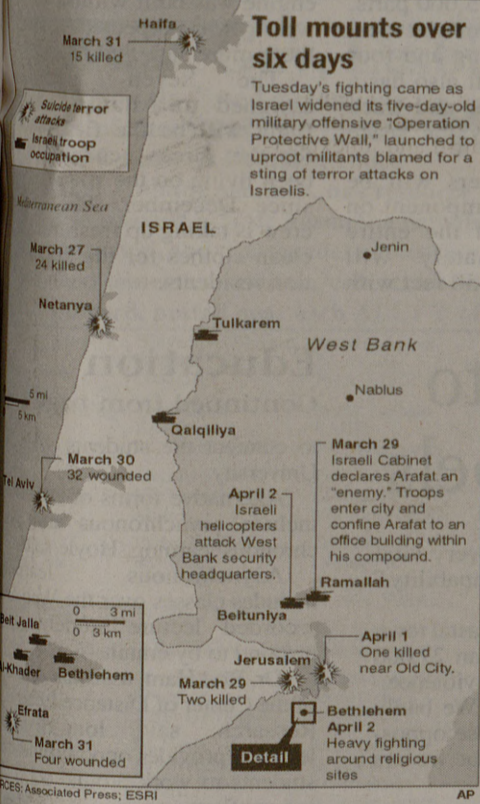 Toll mounts over
six days
Tuesday's fighting came as
Israel widened its five-day-old
military offensive "Operation
Protective Wall," launched to
uproot militants blamed for a
sting of terror attacks on
Israelis.
Haifa
March 31
15 killed
Suicide terror
attacks
Israeli troop
occupation
Mediterranean Sea
ISRAEL
March 27
24 killed
Jenin
Netanya
Tulkarem
West Bank
Nablus
5 mi
5 km
Qalqiliya
March 30
32 wounded
Tel Aviv
March 29
Israeli Cabinet
declares Arafat an
"enemy." Troops
enter city and
confine Arafat to an
office building within
his compound.
April 2
Israeli
helicopters
attack West
Bank security
headquarters.
Ramallah
Beituniya
0 3 mi
0 3 km
Beit Jalla
Al-Khader
Bethlehem
Efrata
March 31
Four wounded
Jerusalem
April 1
One killed
near Old City.
March 29
Two killed
Bethlehem
April 2
Heavy fighting
around religious
sites
Detail
RCES: Associated Press; ESRI
AP